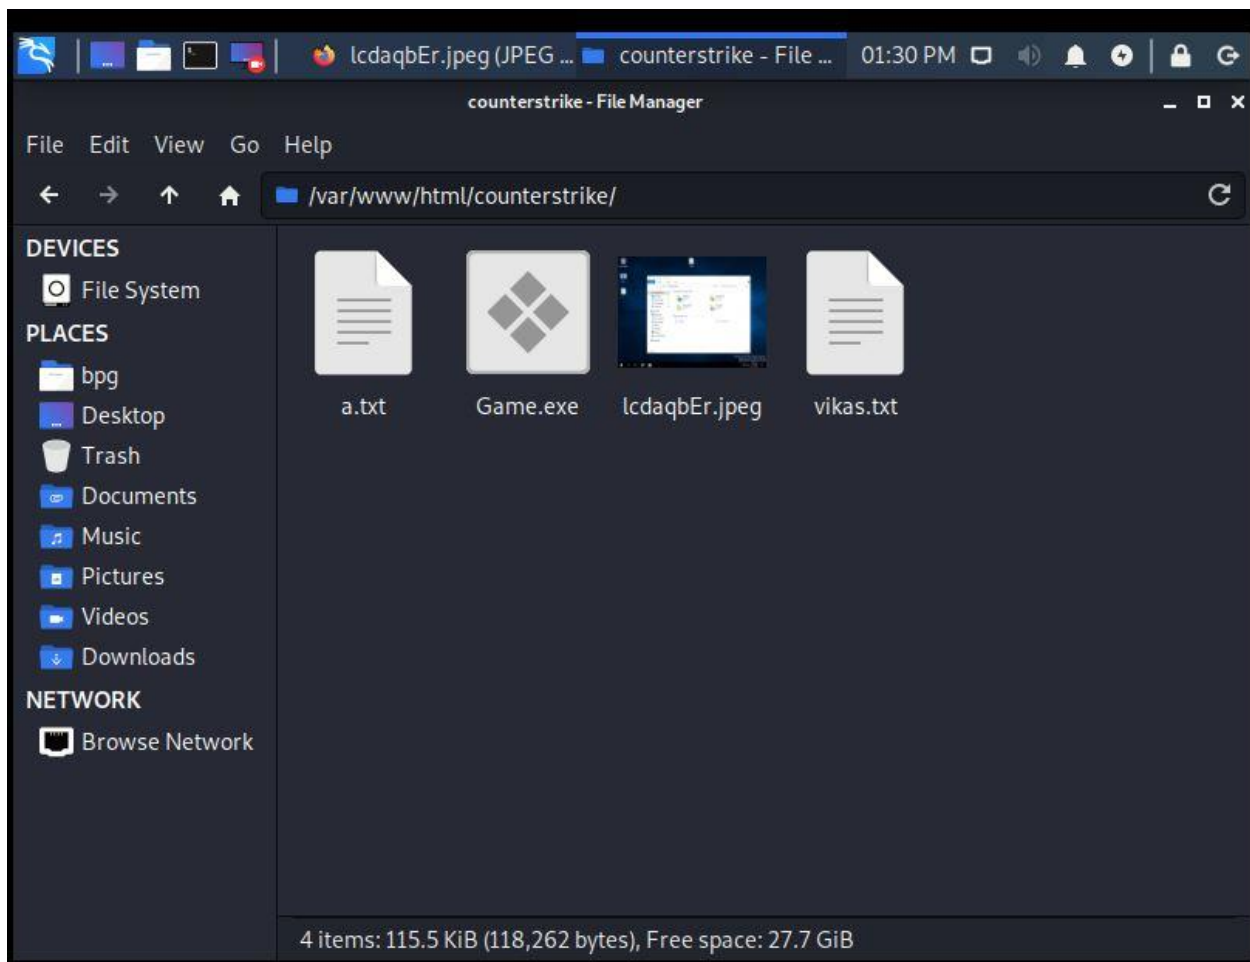 lcdaqbEr.jpeg (JPEG ... counterstrike - File ... 01:30 PM
counterstrike - File Manager
File Edit View Go Help
/var/www/html/counterstrike/
DEVICES
File System
PLACES
bpg
Desktop
Trash
Documents
Music
Pictures
Videos
Downloads
NETWORK
Browse Network
a.txt Game.exe lcdaqbEr.jpeg vikas.txt
4 items: 115.5 KiB (118,262 bytes), Free space: 27.7 GiB